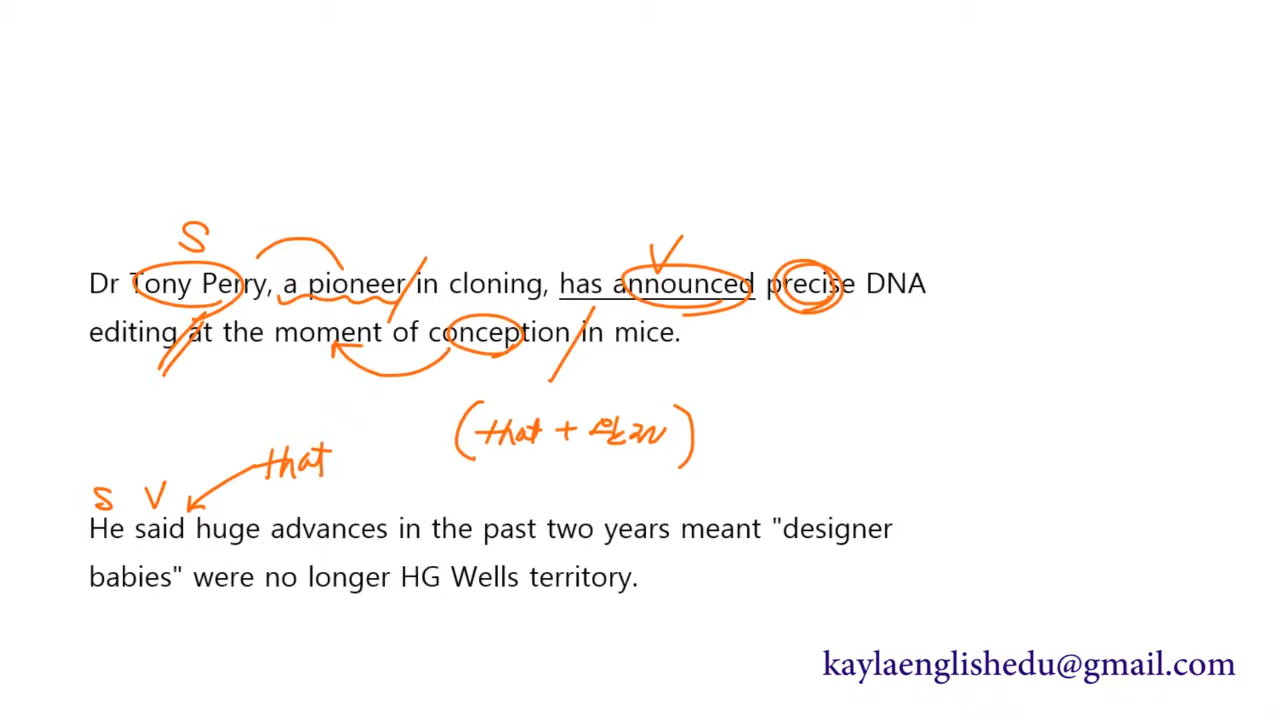 S
V
Dr Tony Perry, a pioneer in cloning, has announced precise DNA
editing at the moment of conception in mice.
(that + 완전)
that
S V
He said huge advances in the past two years meant "designer
babies" were no longer HG Wells territory.
kaylaenglishedu@gmail.com